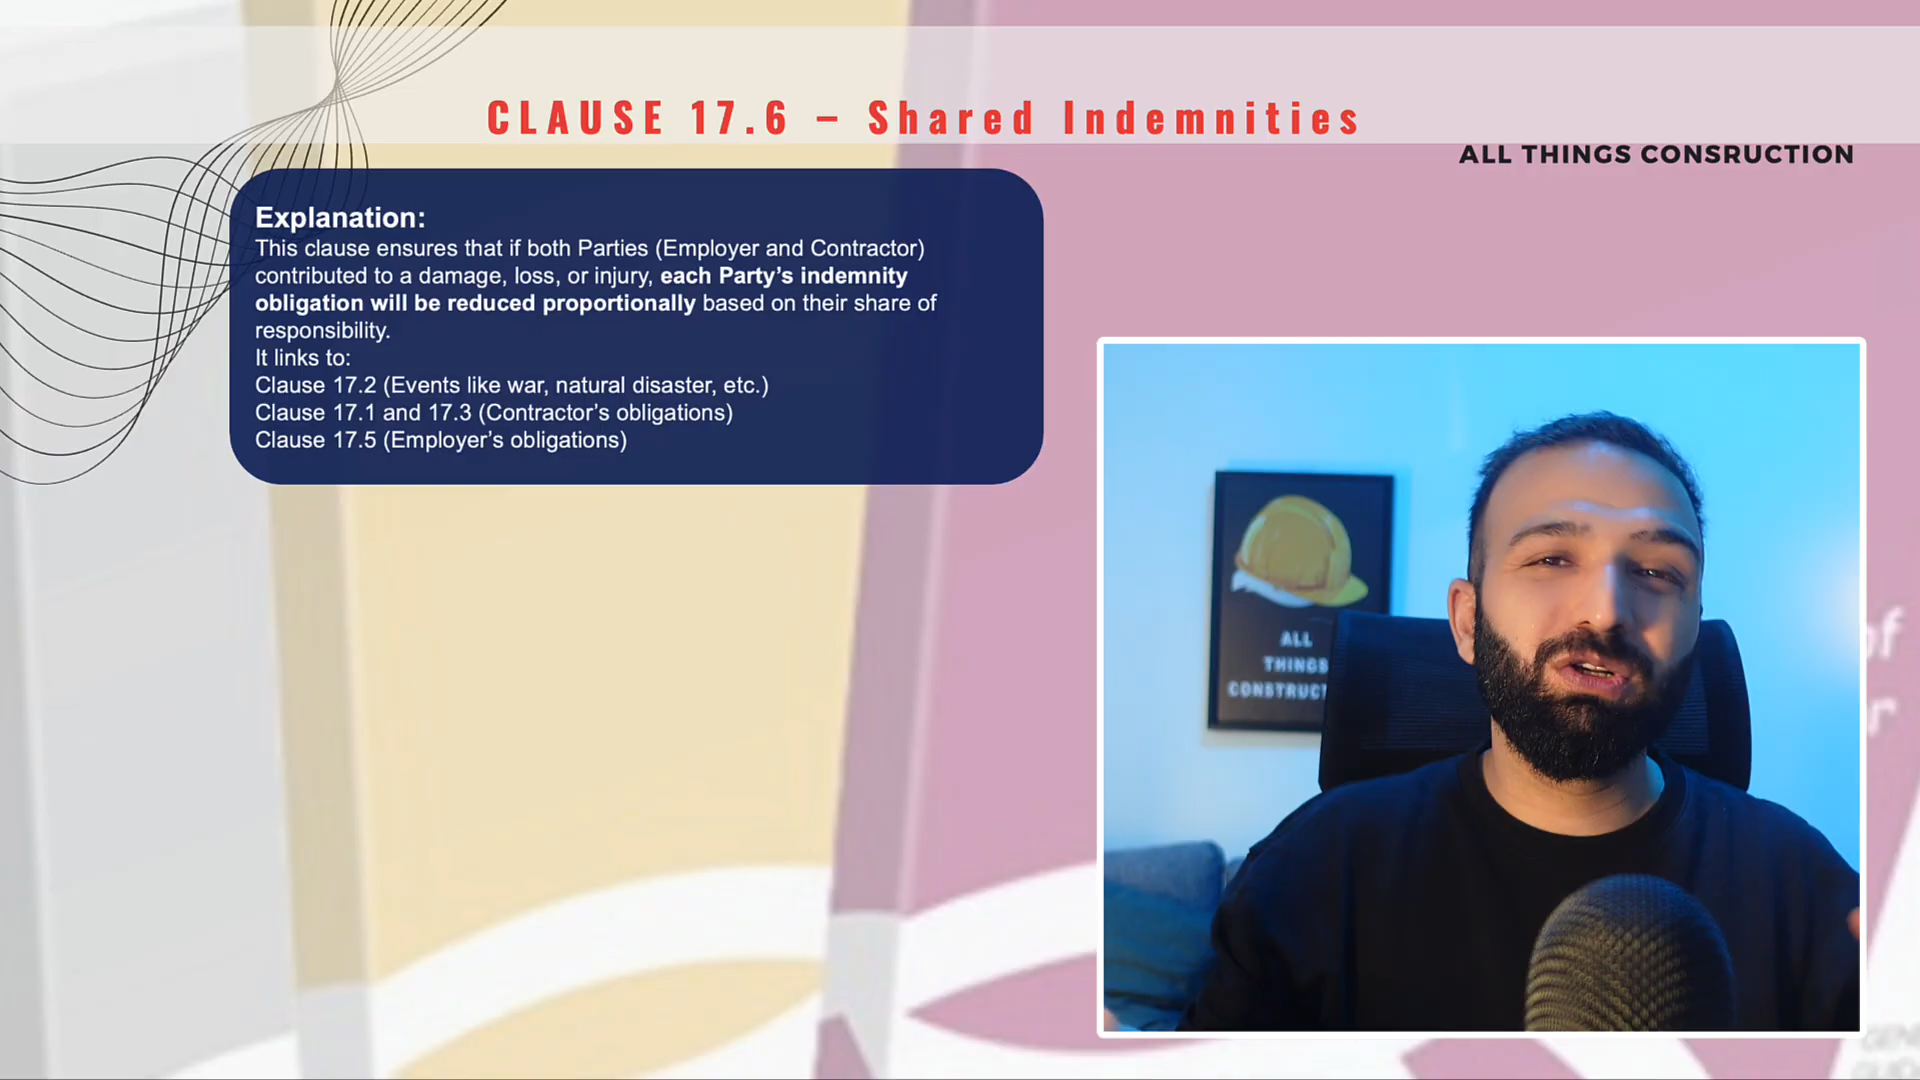 CLAUSE 17.6 – Shared Indemnities
ALL THINGS CONSRUCTION
Explanation:
This clause ensures that if both Parties (Employer and Contractor)
contributed to a damage, loss, or injury, each Party’s indemnity
obligation will be reduced proportionally based on their share of
responsibility.
It links to:
Clause 17.2 (Events like war, natural disaster, etc.)
Clause 17.1 and 17.3 (Contractor’s obligations)
Clause 17.5 (Employer’s obligations)
ALL
THINGS